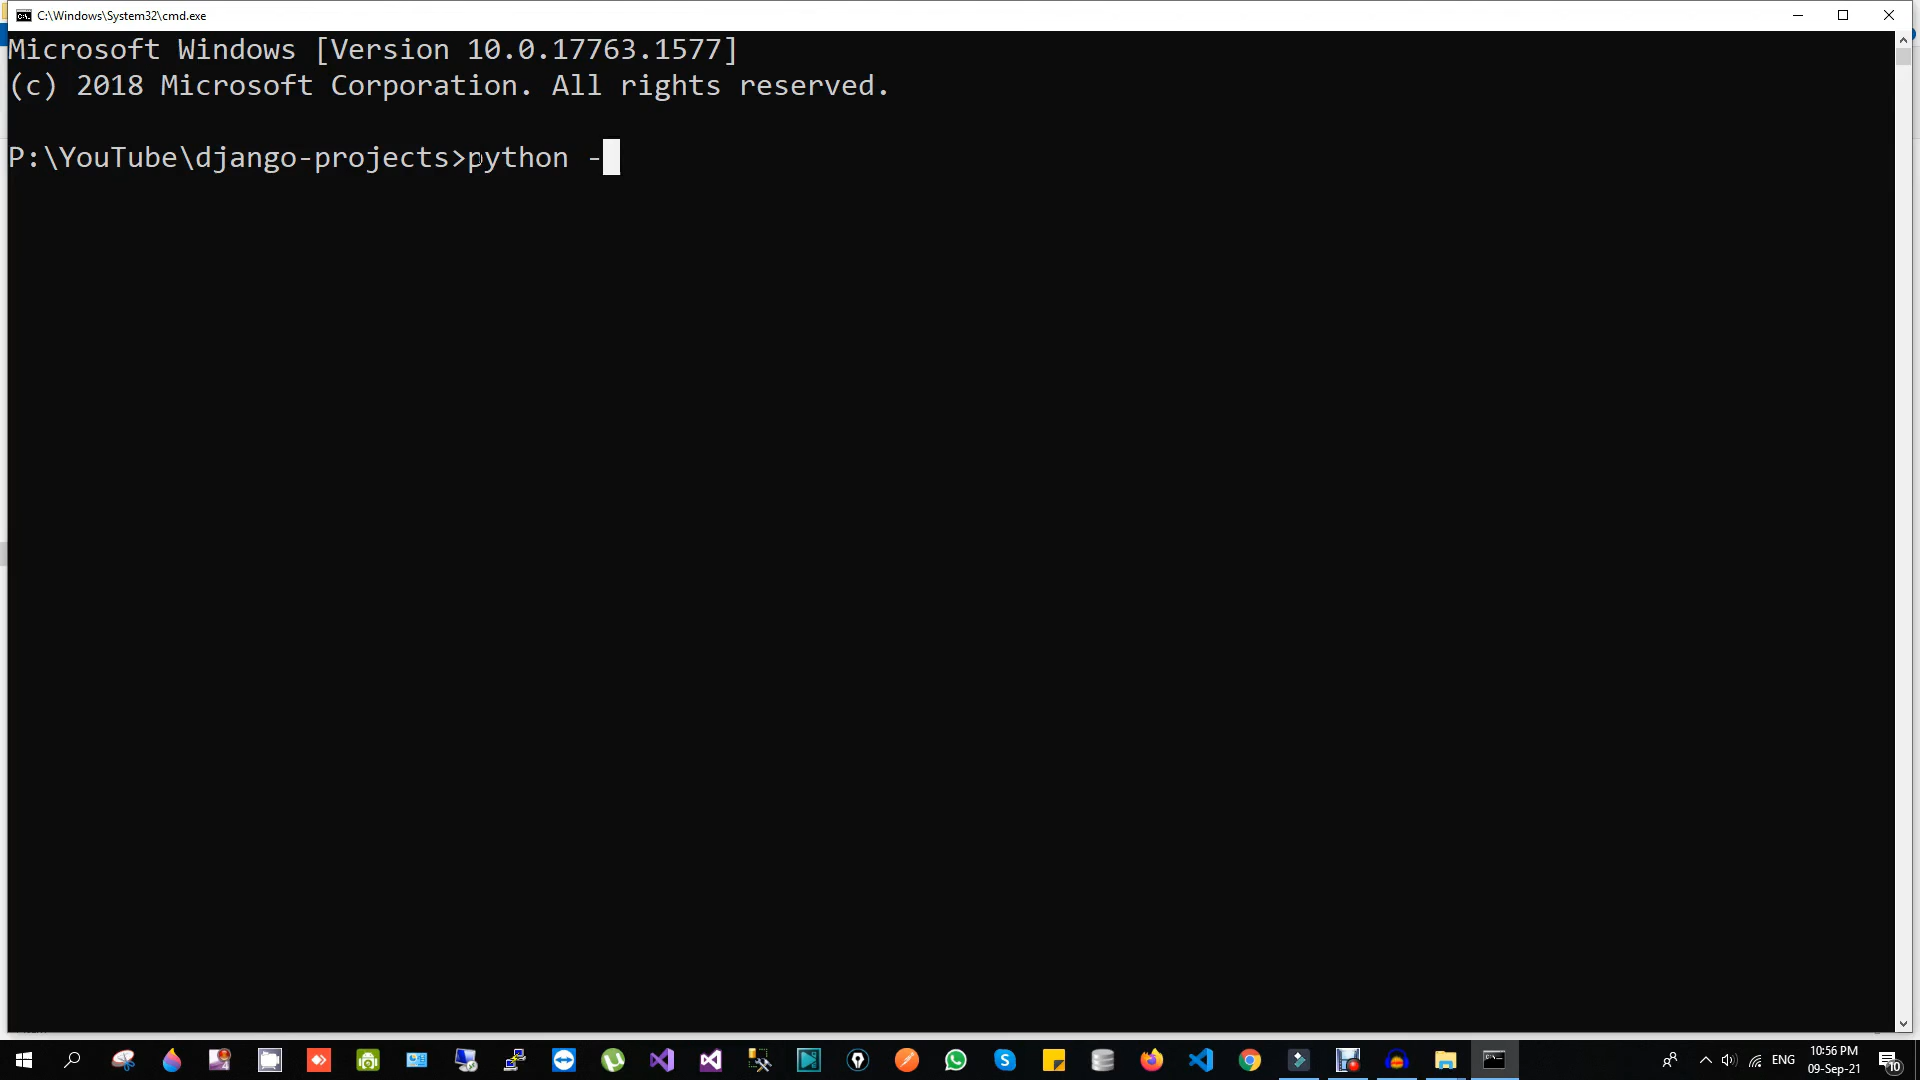 C:\Windows\System32\cmd.exe
Microsoft Windows [Version 10.0.17763.1577]
(c) 2018 Microsoft Corporation. All rights reserved.
P:\YouTube\django-projects>python -
ENG
10:56 PM
09-Sep-21
10